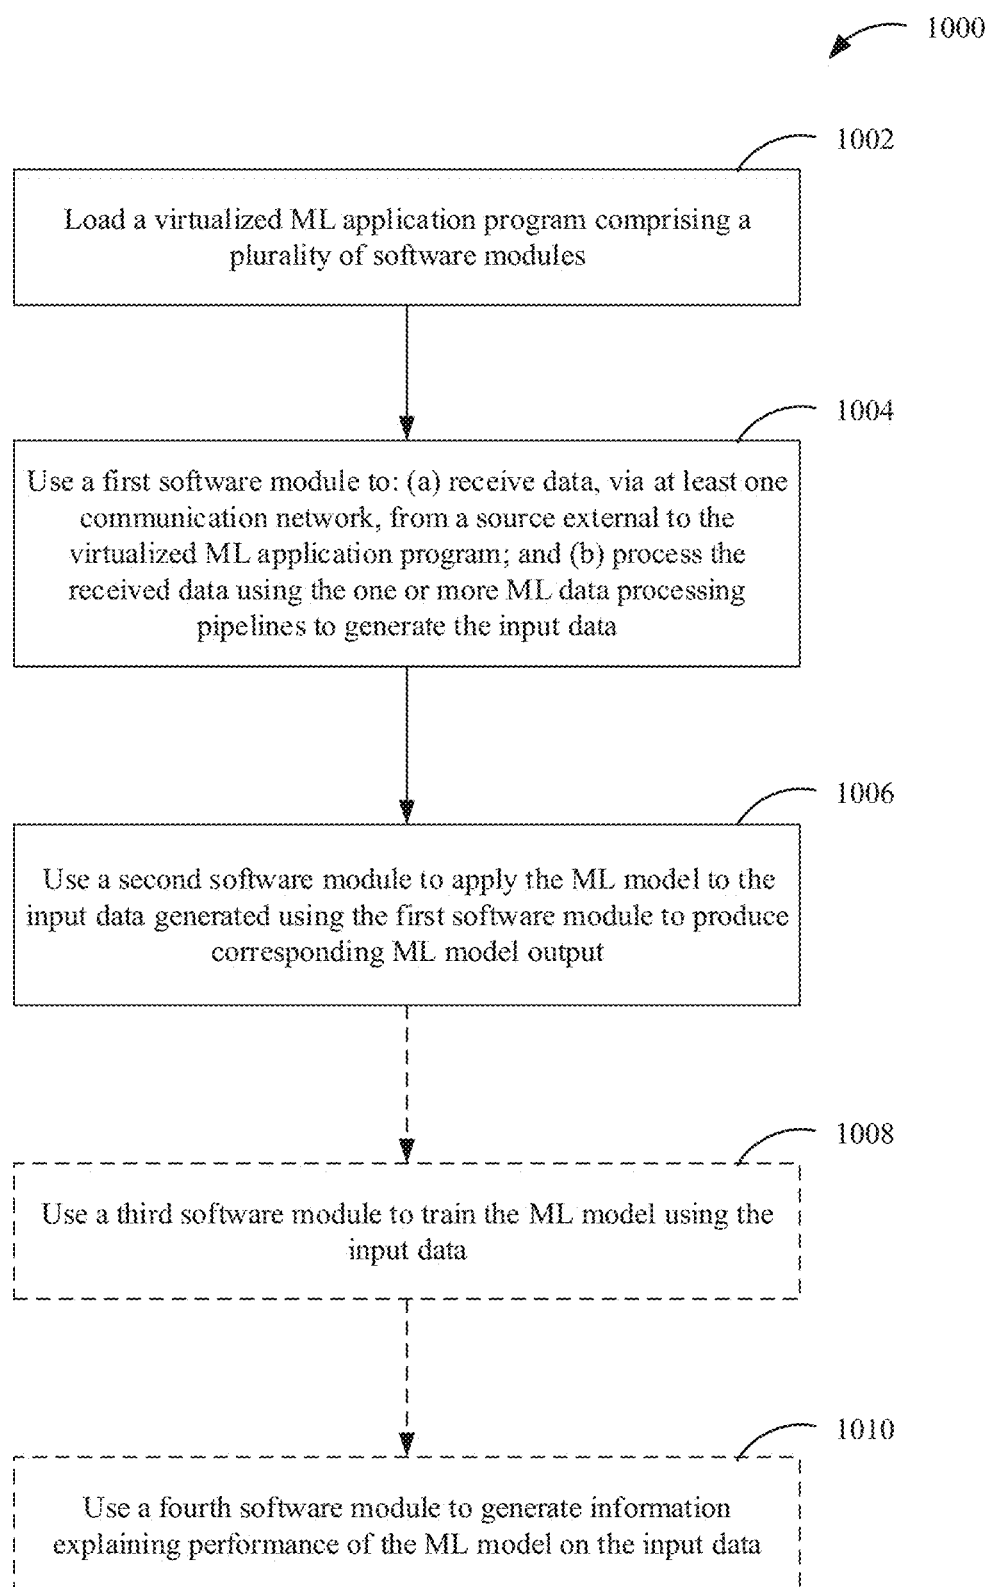 1000
1002
Load a virtualized ML application program comprising a
plurality of software modules
1004
Use a first software module to: (a) receive data, via at least one
communication network, from a source external to the
virtualized ML application program; and (b) process the
received data using the one or more ML data processing
pipelines to generate the input data
1006
Use a second software module to apply the ML model to the
input data generated using the first software module to produce
corresponding ML model output
1008
Use a third software module to train the ML model using the
input data
1010
Use a fourth software module to generate information
explaining performance of the ML model on the input data